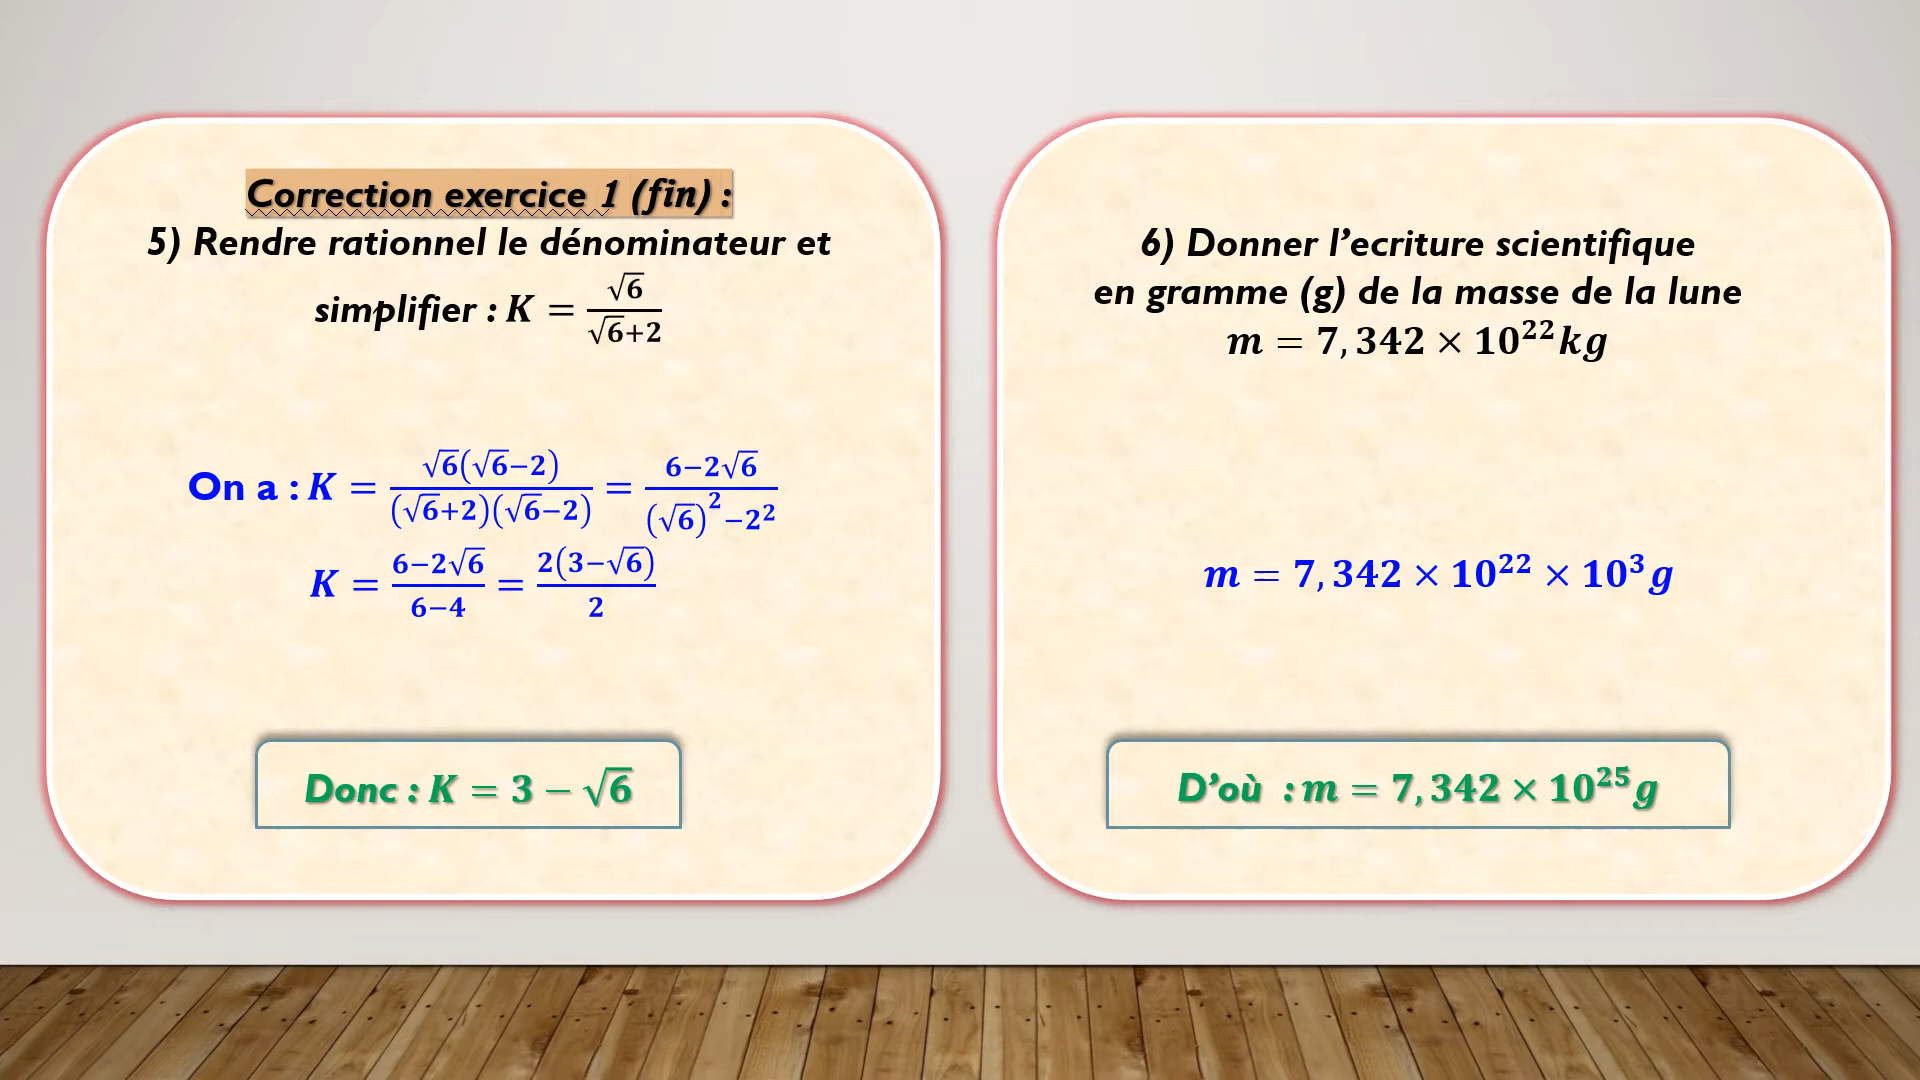 Correction exercice 1 (fin) :
5) Rendre rationnel le dénominateur et
simplifier : K = √6/(√6+2)
On a : K = √6(√6−2)/((√6+2)(√6−2)) = (6−2√6)/((√6)²−2²)
K = (6−2√6)/(6−4) = 2(3−√6)/2
Donc : K = 3 − √6
6) Donner l’ecriture scientifique
en gramme (g) de la masse de la lune
m = 7,342 × 10²² kg
m = 7,342 × 10²² × 10³ g
D’où : m = 7,342 × 10²⁵ g